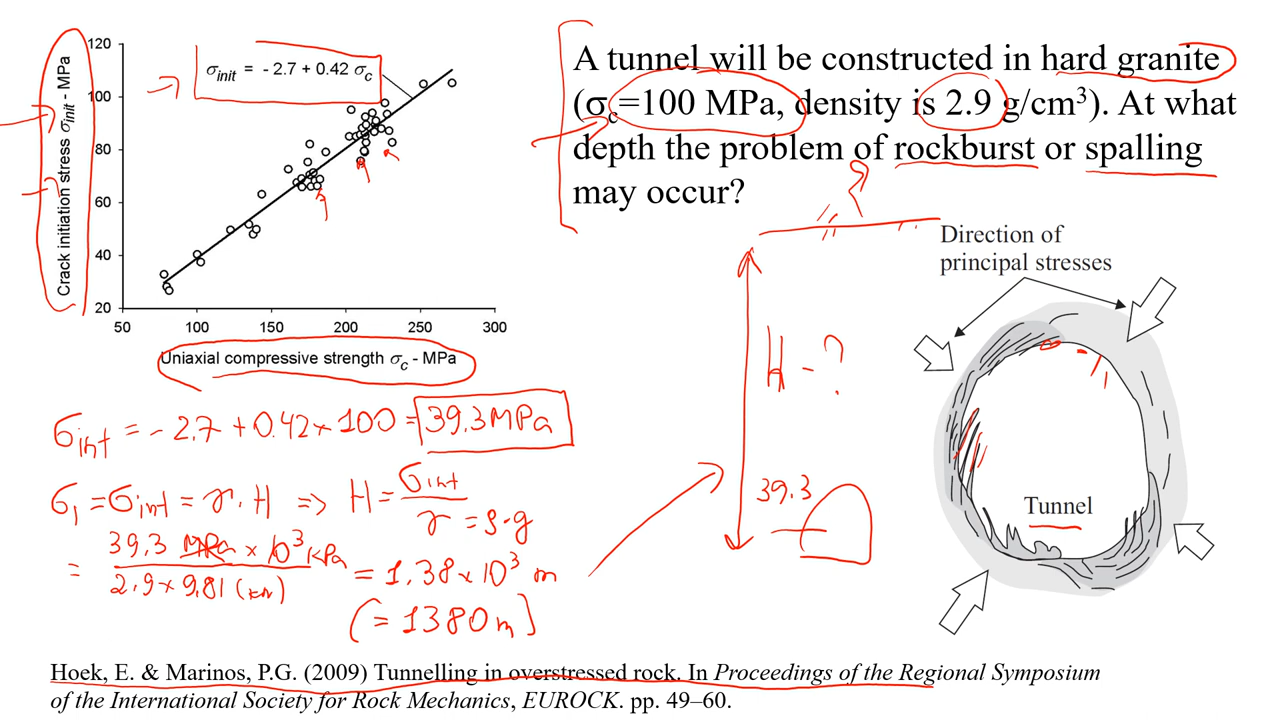 Crack initiation stress σinit - MPa
120
100
80
60
40
20
50
100
150
200
250
300
σinit = - 2.7 + 0.42 σc
Uniaxial compressive strength σc - MPa
A tunnel will be constructed in hard granite
(σc=100 MPa, density is 2.9 g/cm³). At what
depth the problem of rockburst or spalling
may occur?
Direction of
principal stresses
Tunnel
?
H - ?
39.3
σint = - 2.7 + 0.42 × 100 = 39.3 MPa
σ1 = σint = γ · H ⇒ H = σint / γ = ρ · g
= 39.3 MPa × 10³ kPa / 2.9 × 9.81 (kN) = 1.38 × 10³ m
(= 1380 m)
Hoek, E. & Marinos, P.G. (2009) Tunnelling in overstressed rock. In Proceedings of the Regional Symposium
of the International Society for Rock Mechanics, EUROCK. pp. 49–60.